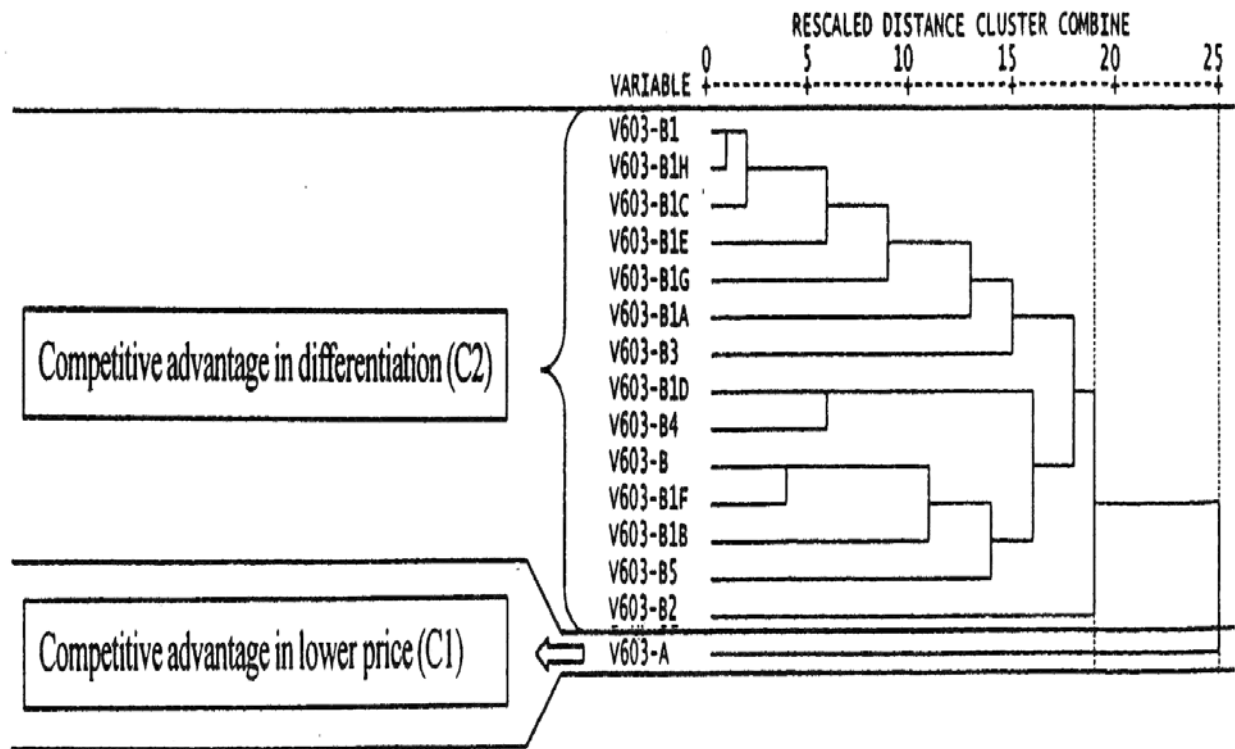 RESCALED DISTANCE CLUSTER COMBINE
0 5 10 15 20 25
VARIABLE
V603-B1
V603-B1H
V603-B1C
V603-B1E
V603-B1G
V603-B1A
V603-B3
V603-B1D
V603-B4
V603-B
V603-B1F
V603-B1B
V603-B5
V603-B2
V603-A
Competitive advantage in differentiation (C2)
Competitive advantage in lower price (C1)